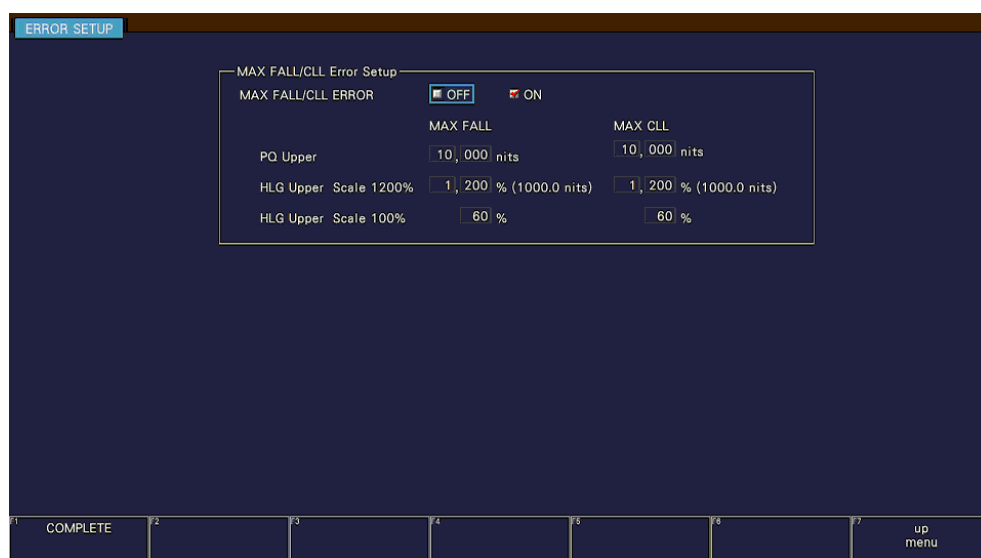 ERROR SETUP
MAX FALL/CLL Error Setup
MAX FALL/CLL ERROR OFF ON
MAX FALL MAX CLL
PQ Upper 10,000 nits 10,000 nits
HLG Upper Scale 1200% 1,200 % (1000.0 nits) 1,200 % (1000.0 nits)
HLG Upper Scale 100% 60 % 60 %
F1 COMPLETE F2 F3 F4 F5 F6 F7 up
menu